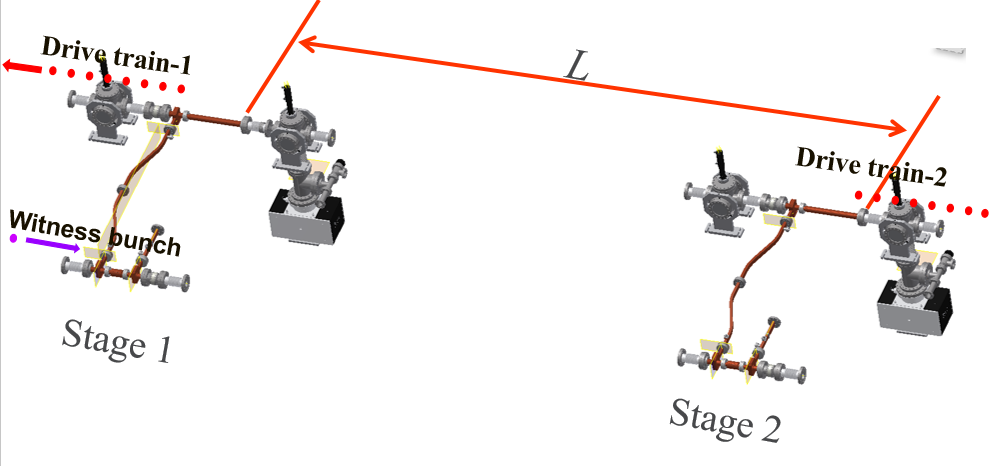 Drive train-1
L
Drive train-2
Witness bunch
Stage 1
Stage 2